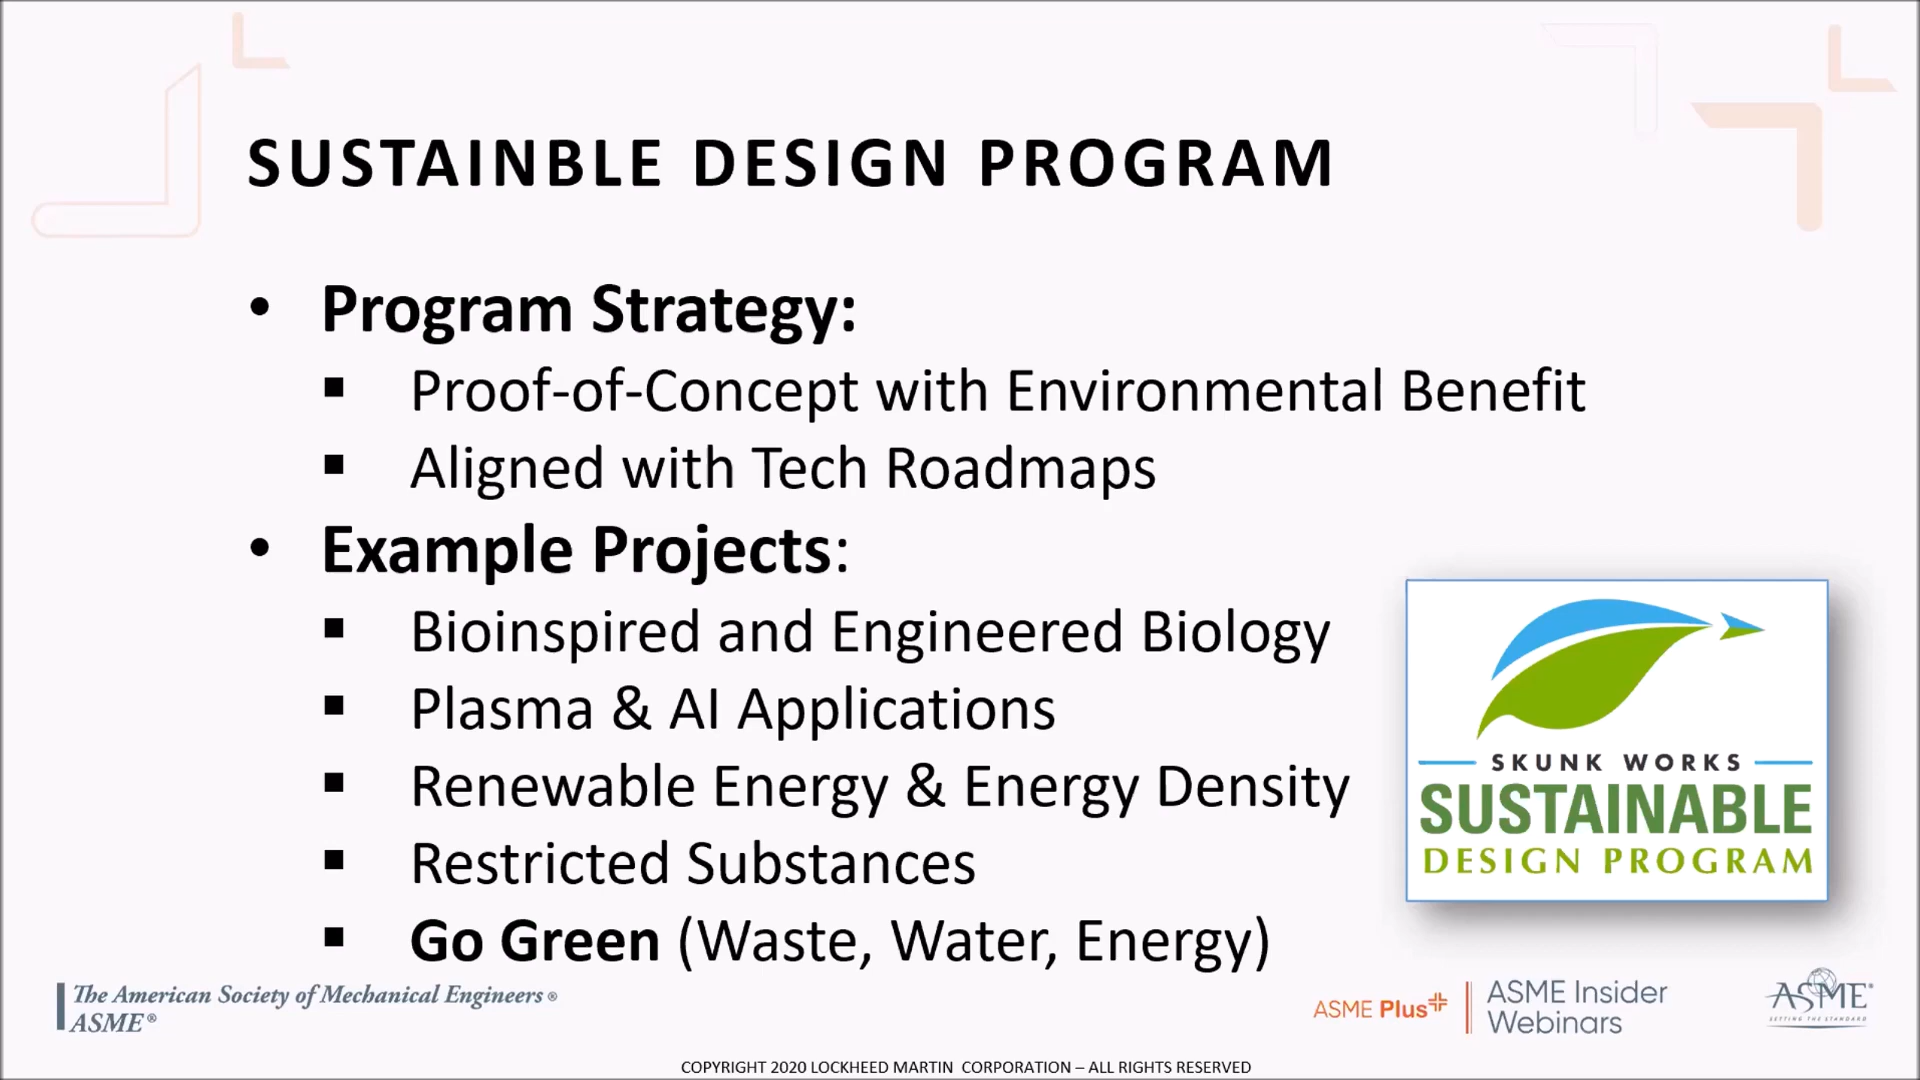 SUSTAINBLE DESIGN PROGRAM
• Program Strategy:
▪ Proof-of-Concept with Environmental Benefit
▪ Aligned with Tech Roadmaps
• Example Projects:
▪ Bioinspired and Engineered Biology
▪ Plasma & AI Applications
▪ Renewable Energy & Energy Density
▪ Restricted Substances
▪ Go Green (Waste, Water, Energy)
SKUNK WORKS
SUSTAINABLE
DESIGN PROGRAM
The American Society of Mechanical Engineers ®
ASME®
ASME Plus
ASME Insider
Webinars
ASME®
SETTING THE STANDARD
COPYRIGHT 2020 LOCKHEED MARTIN CORPORATION – ALL RIGHTS RESERVED